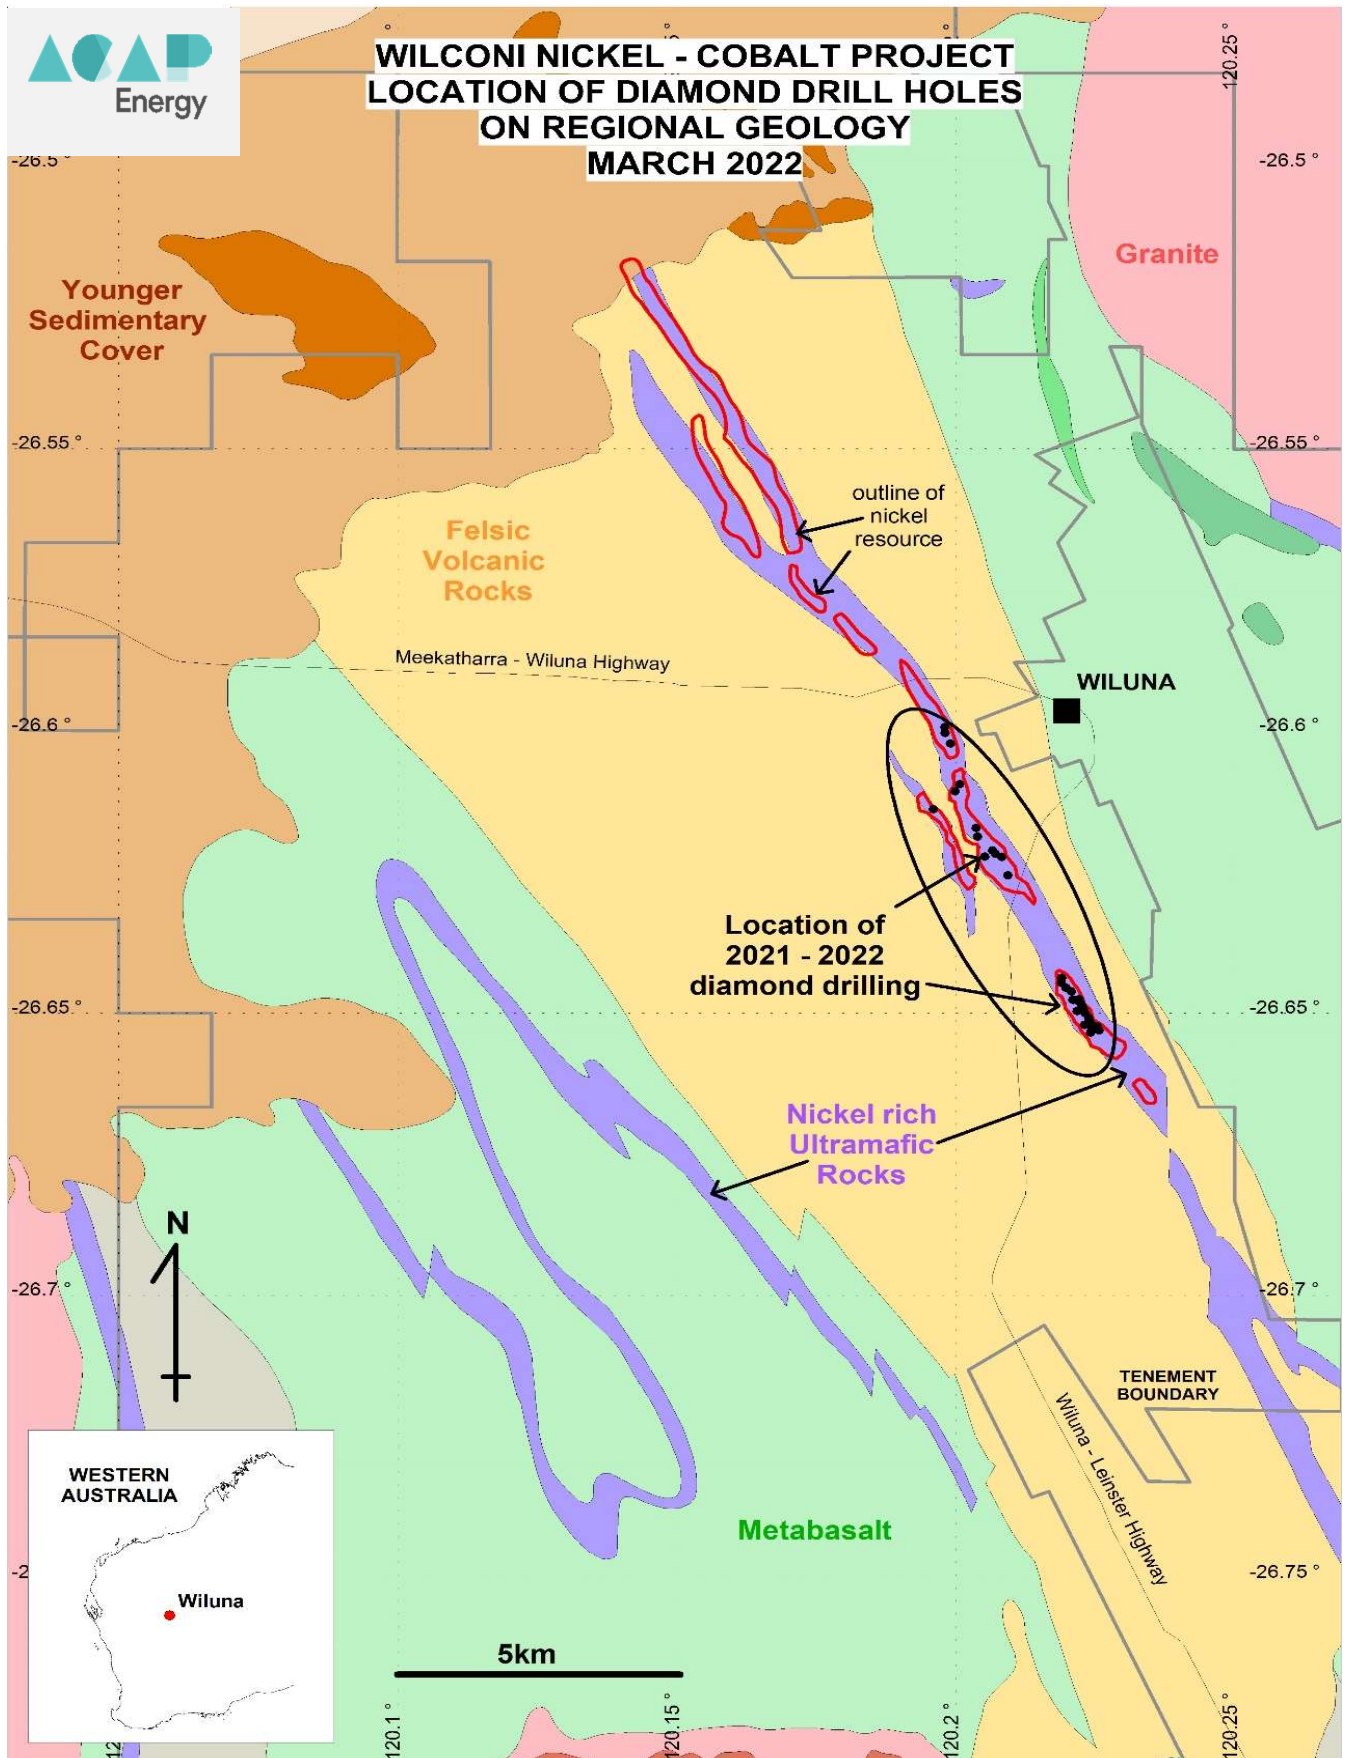 ACAP
Energy
WILCONI NICKEL - COBALT PROJECT
LOCATION OF DIAMOND DRILL HOLES
ON REGIONAL GEOLOGY
MARCH 2022
120.25
-26.5 °
-26.5 °
Granite
Younger
Sedimentary
Cover
-26.55 °
-26.55 °
outline of
nickel
resource
Felsic
Volcanic
Rocks
Meekatharra - Wiluna Highway
WILUNA
-26.6 °
-26.6 °
Location of
2021 - 2022
diamond drilling
-26.65 °
-26.65 °
Nickel rich
Ultramafic
Rocks
N
-26.7 °
-26.7 °
TENEMENT
BOUNDARY
Wiluna - Leinster Highway
WESTERN
AUSTRALIA
Wiluna
Metabasalt
-26.75 °
5km
120.1 °
120.15 °
120.2 °
120.25 °